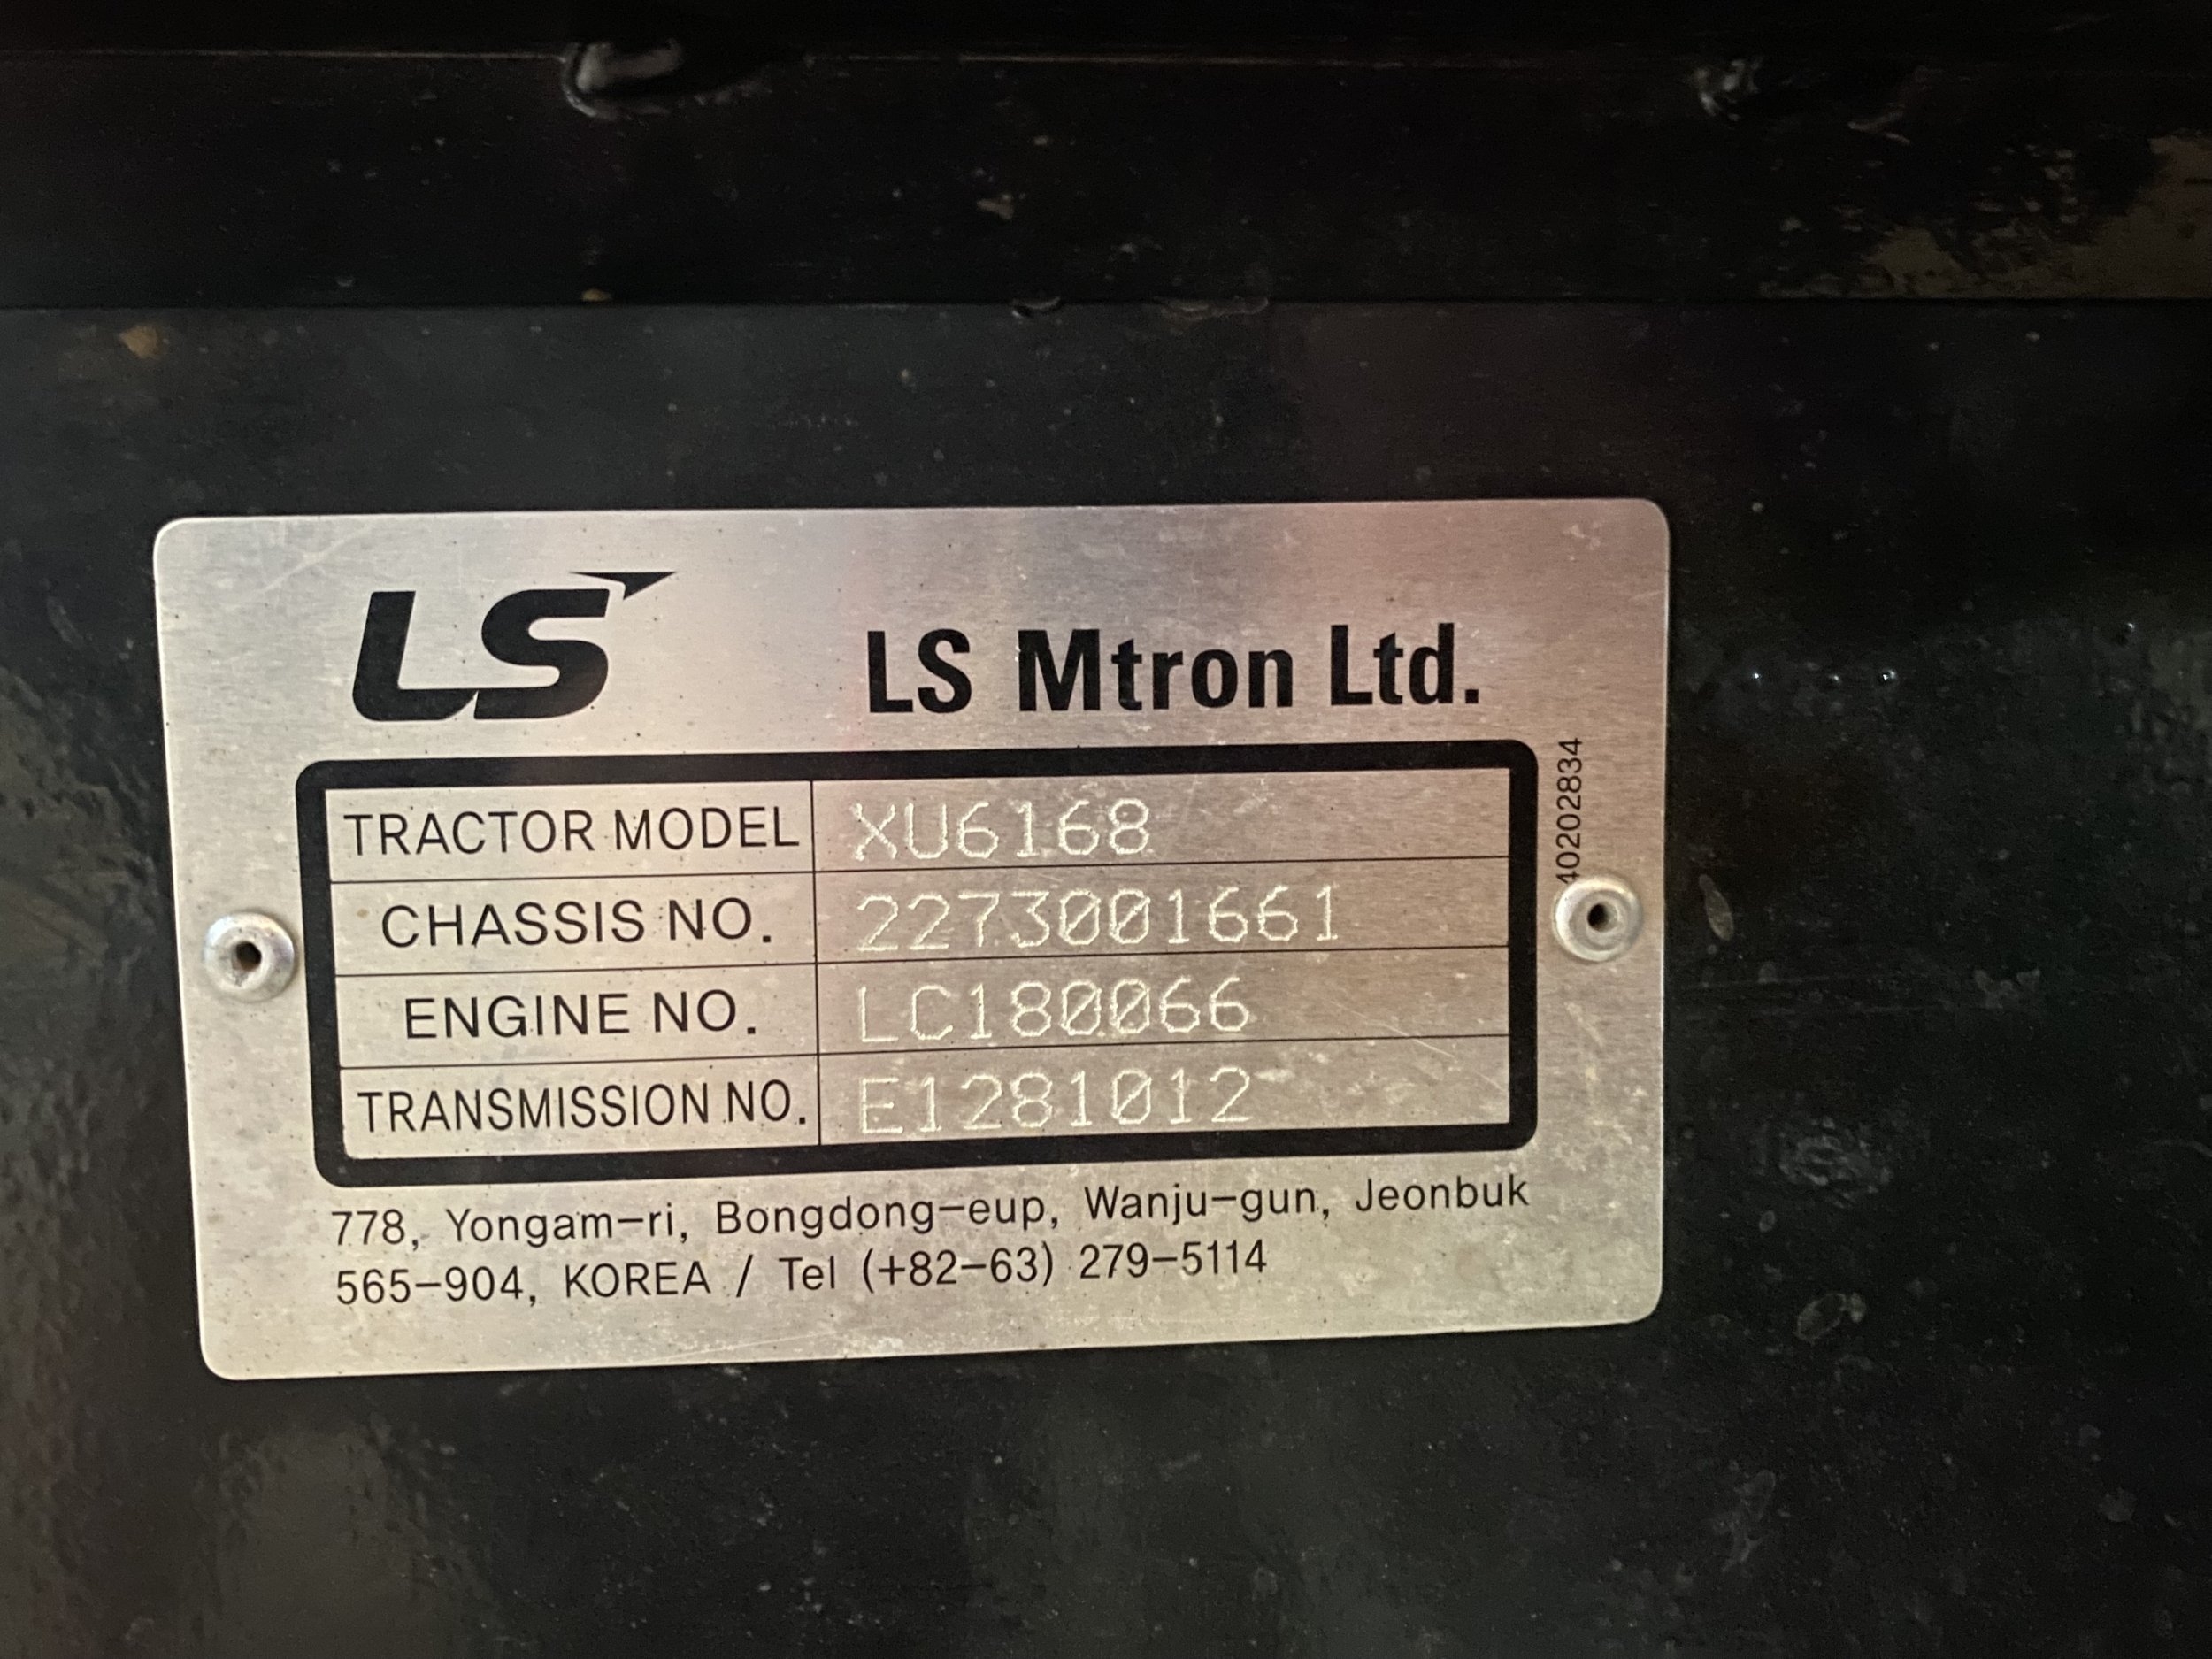 LS
LS Mtron Ltd.
TRACTOR MODEL XU6168
CHASSIS NO. 2273001661
ENGINE NO. LC180066
TRANSMISSION NO. E1281012
40202834
778, Yongam-ri, Bongdong-eup, Wanju-gun, Jeonbuk
565-904, KOREA / Tel (+82-63) 279-5114